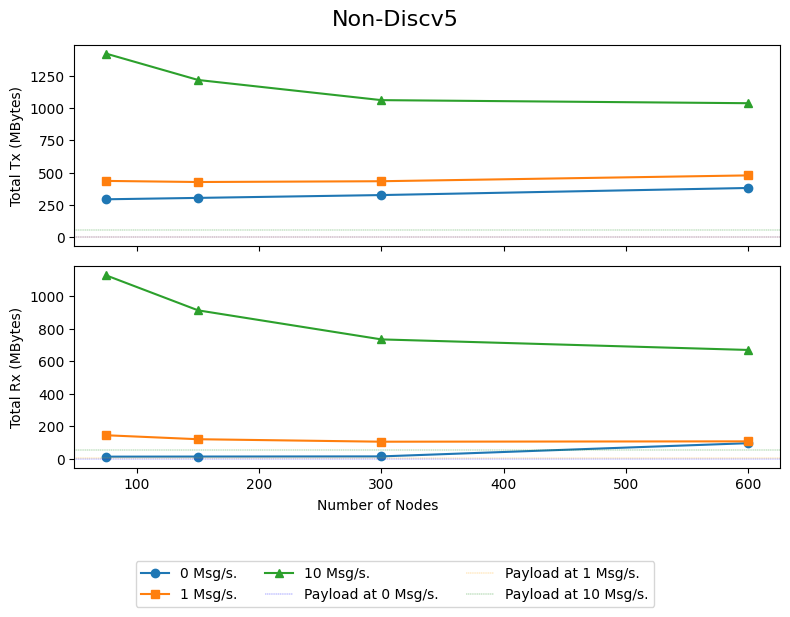 Non-Discv5
Total Tx (MBytes)
1250
1000
750
500
250
0
Total Rx (MBytes)
1000
800
600
400
200
0
100 200 300 400 500 600
Number of Nodes
0 Msg/s. 10 Msg/s. Payload at 1 Msg/s.
1 Msg/s. Payload at 0 Msg/s. Payload at 10 Msg/s.